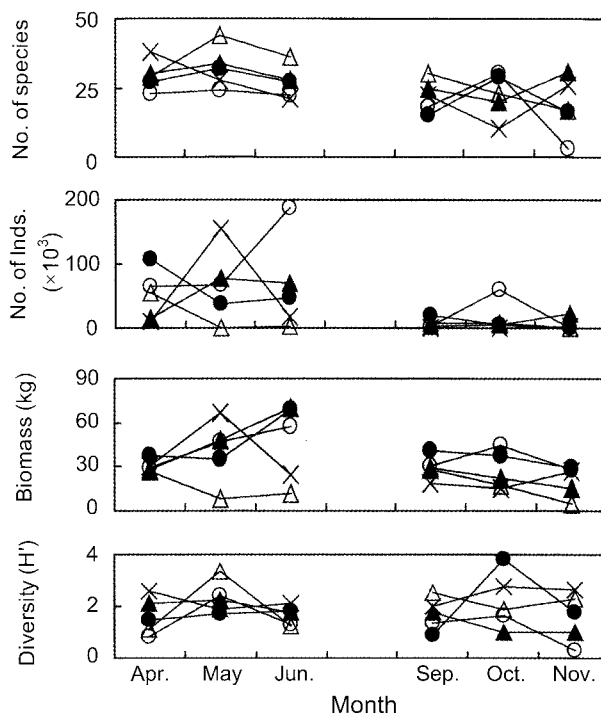 No. of species
50
25
0
No. of Inds.
(×10³)
200
100
0
Biomass (kg)
90
60
30
0
Diversity (H')
4
2
0
Apr. May Jun. Sep. Oct. Nov.
Month